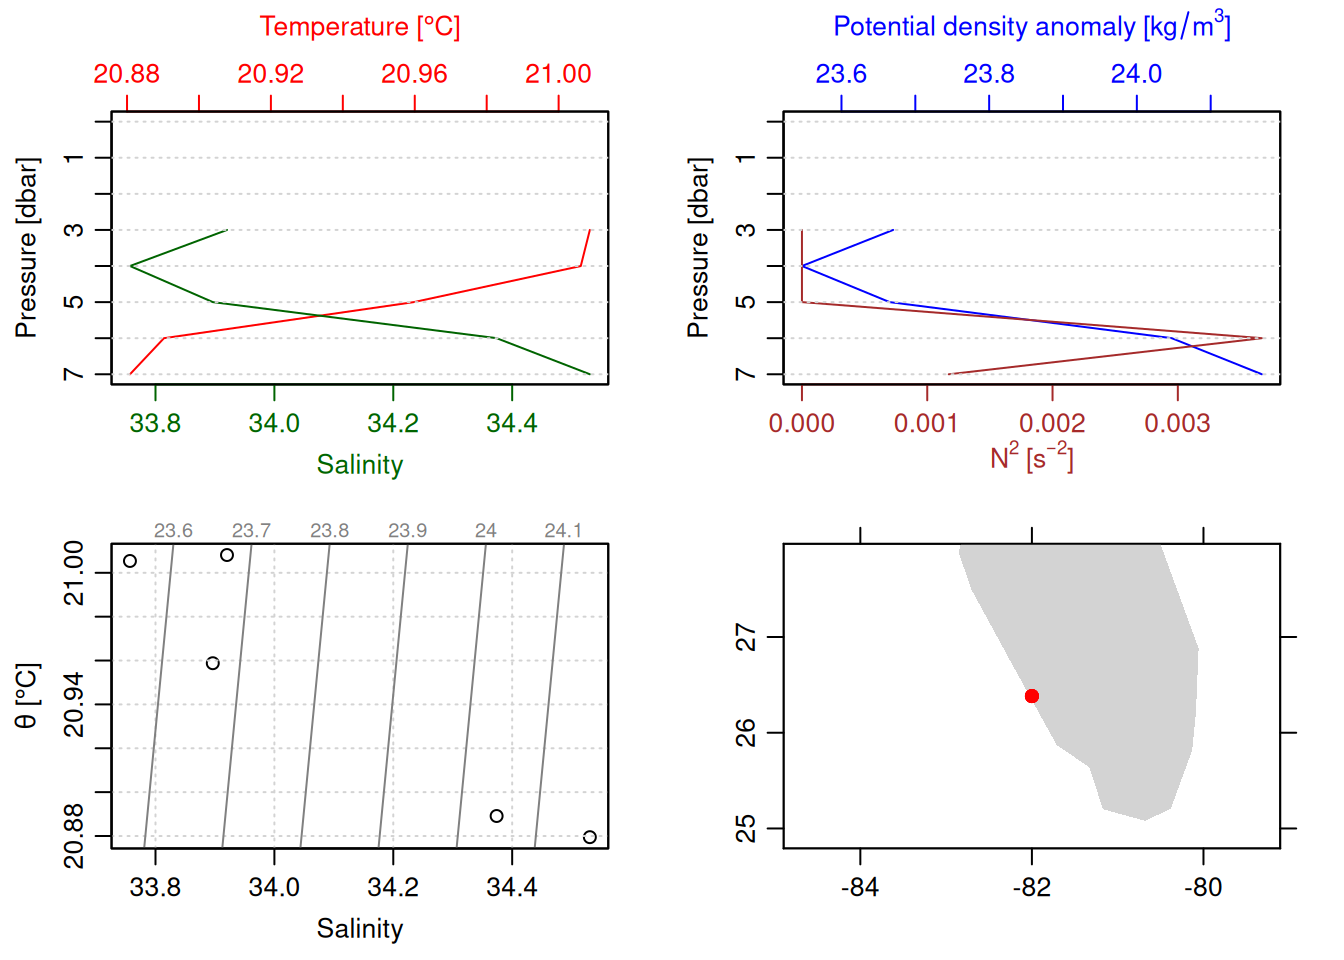 Temperature [°C]
20.88 20.92 20.96 21.00
Pressure [dbar]
1
3
5
7
33.8 34.0 34.2 34.4
Salinity
Potential density anomaly [kg/m³]
23.6 23.8 24.0
Pressure [dbar]
1
3
5
7
0.000 0.001 0.002 0.003
N² [s⁻²]
23.6 23.7 23.8 23.9 24 24.1
θ [°C]
21.00
20.94
20.88
33.8 34.0 34.2 34.4
Salinity
27
26
25
-84 -82 -80